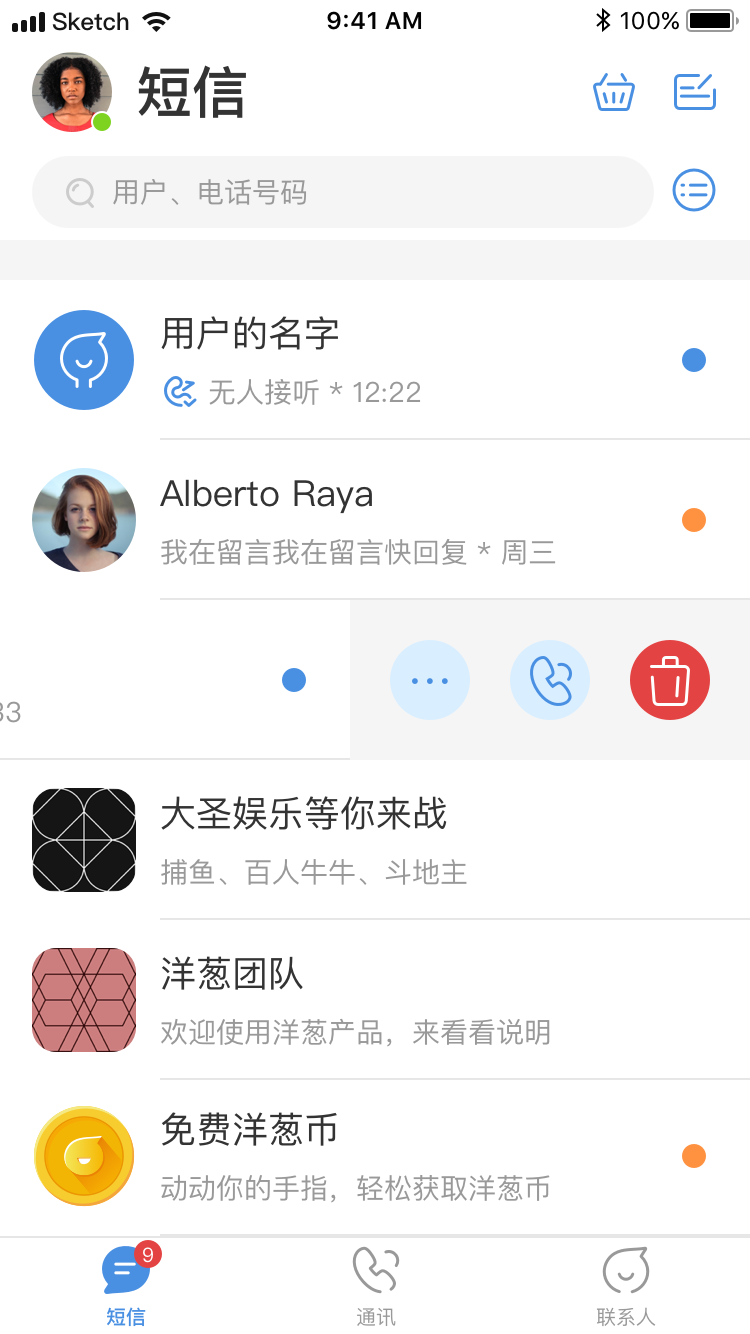 Sketch 9:41 AM 100%
短信
用户、电话号码
用户的名字
无人接听 * 12:22
Alberto Raya
我在留言我在留言快回复 * 周三
33
大圣娱乐等你来战
捕鱼、百人牛牛、斗地主
洋葱团队
欢迎使用洋葱产品，来看看说明
免费洋葱币
动动你的手指，轻松获取洋葱币
9
短信 通讯 联系人